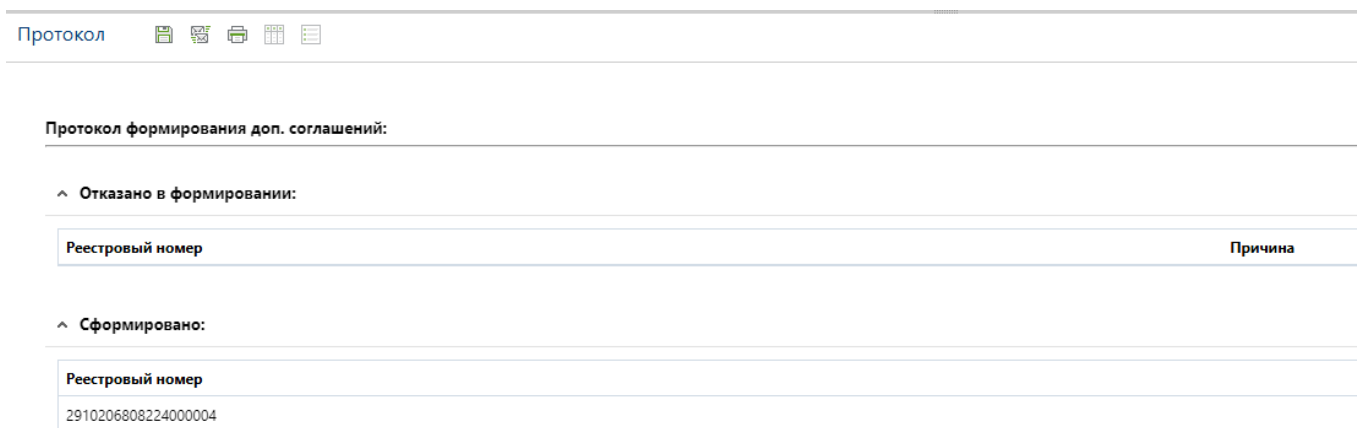 Протокол
Протокол формирования доп. соглашений:
Отказано в формировании:
Реестровый номер Причина
Сформировано:
Реестровый номер
2910206808224000004